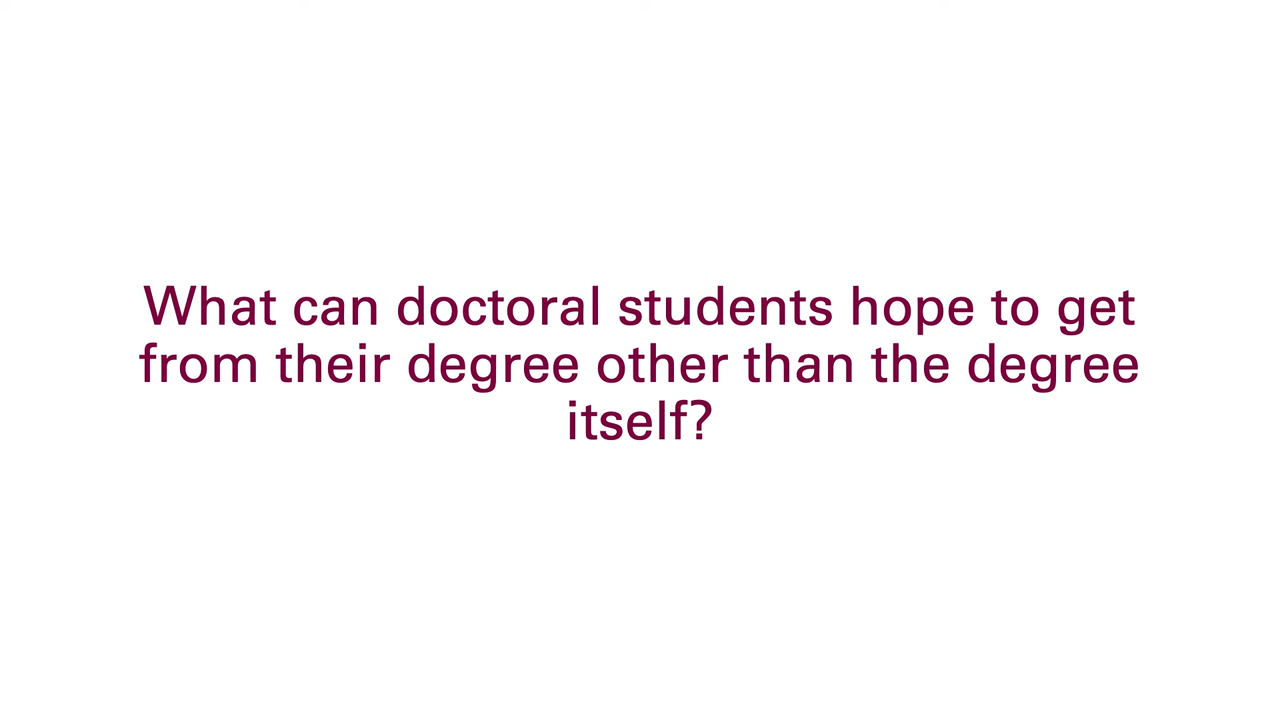 What can doctoral students hope to get
from their degree other than the degree
itself?